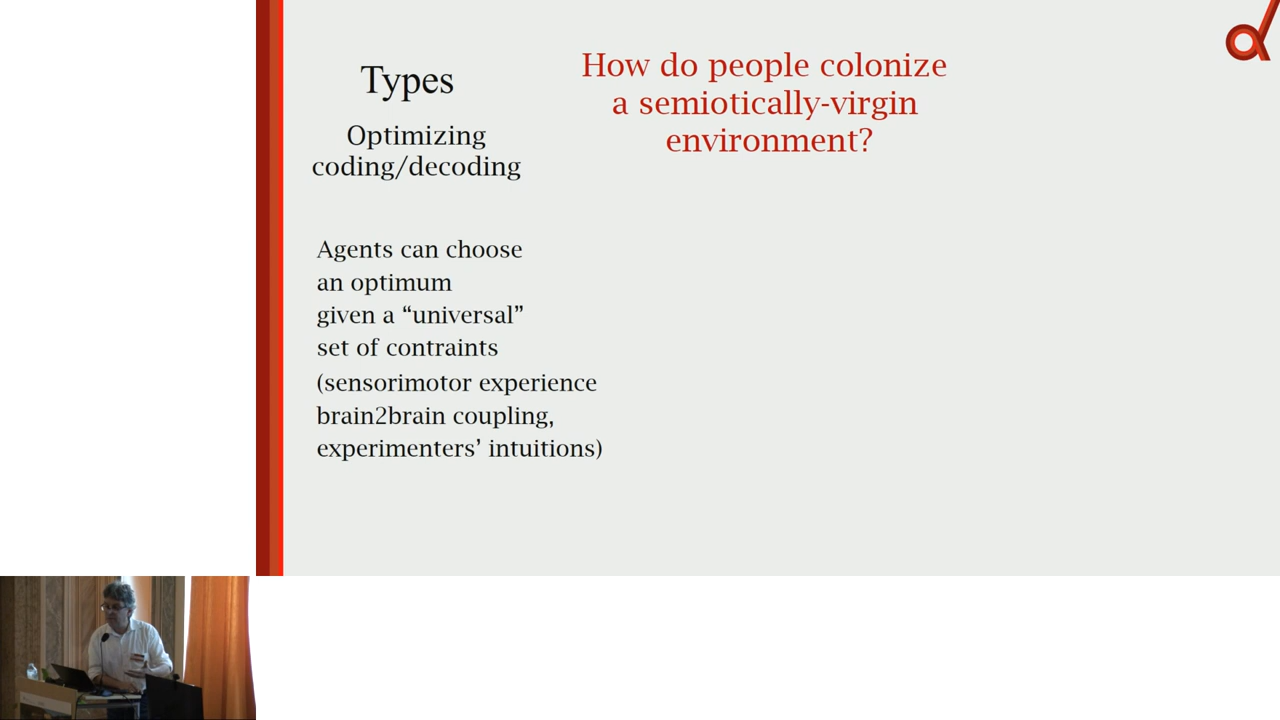 Types
Optimizing
coding/decoding
How do people colonize
a semiotically-virgin
environment?
Agents can choose
an optimum
given a “universal”
set of contraints
(sensorimotor experience
brain2brain coupling,
experimenters’ intuitions)